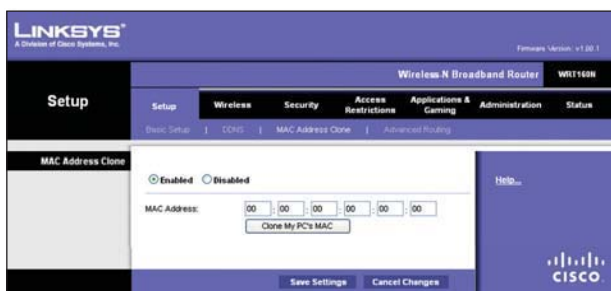 LINKSYS®
A Division of Cisco Systems, Inc.
Firmware Version: v1.00.1
Wireless-N Broadband Router WRT160N
Setup
Setup Wireless Security Access Restrictions Applications & Gaming Administration Status
Basic Setup | DDNS | MAC Address Clone | Advanced Routing
MAC Address Clone
Enabled Disabled
Help...
MAC Address: 00 : 00 : 00 : 00 : 00 : 00
Clone My PC's MAC
Save Settings Cancel Changes
CISCO